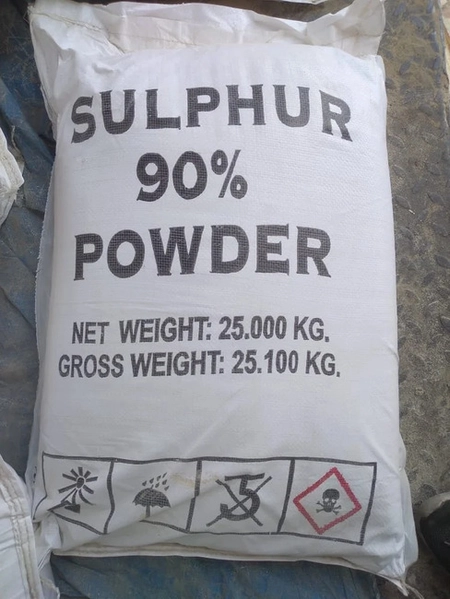 SULPHUR
90%
POWDER
NET WEIGHT: 25.000 KG.
GROSS WEIGHT: 25.100 KG.